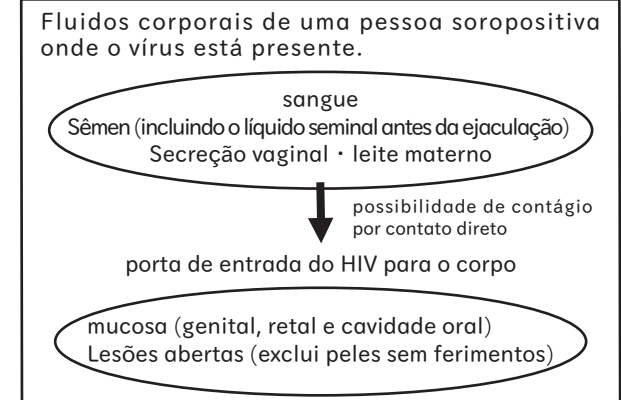 Fluidos corporais de uma pessoa soropositiva
onde o vírus está presente.
sangue
Sêmen (incluindo o líquido seminal antes da ejaculação)
Secreção vaginal・leite materno
possibilidade de contágio
por contato direto
porta de entrada do HIV para o corpo
mucosa (genital, retal e cavidade oral)
Lesões abertas (exclui peles sem ferimentos)